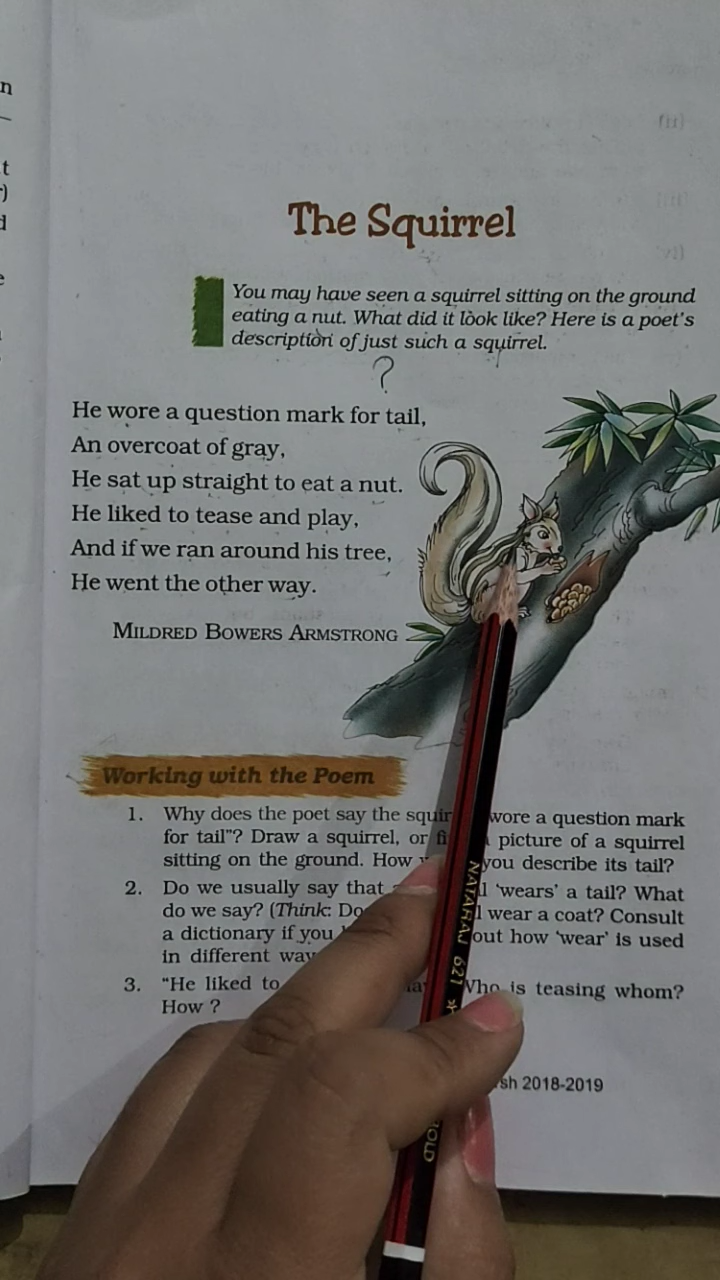 n
t
d
e
The Squirrel
You may have seen a squirrel sitting on the ground
eating a nut. What did it look like? Here is a poet's
description of just such a squirrel.
?
He wore a question mark for tail,
An overcoat of gray,
He sat up straight to eat a nut.
He liked to tease and play,
And if we ran around his tree,
He went the other way.
MILDRED BOWERS ARMSTRONG
Working with the Poem
1. Why does the poet say the wore a question mark
for tail"? Draw a squirrel, or picture of a squirrel
sitting on the ground. How you describe its tail?
2. Do we usually say that 'wears' a tail? What
do we say? (Think: wear a coat? Consult
a dictionary if you out how 'wear' is used
in different
3. "He liked to Who is teasing whom?
How ?
2018-2019
NATARAJ 621